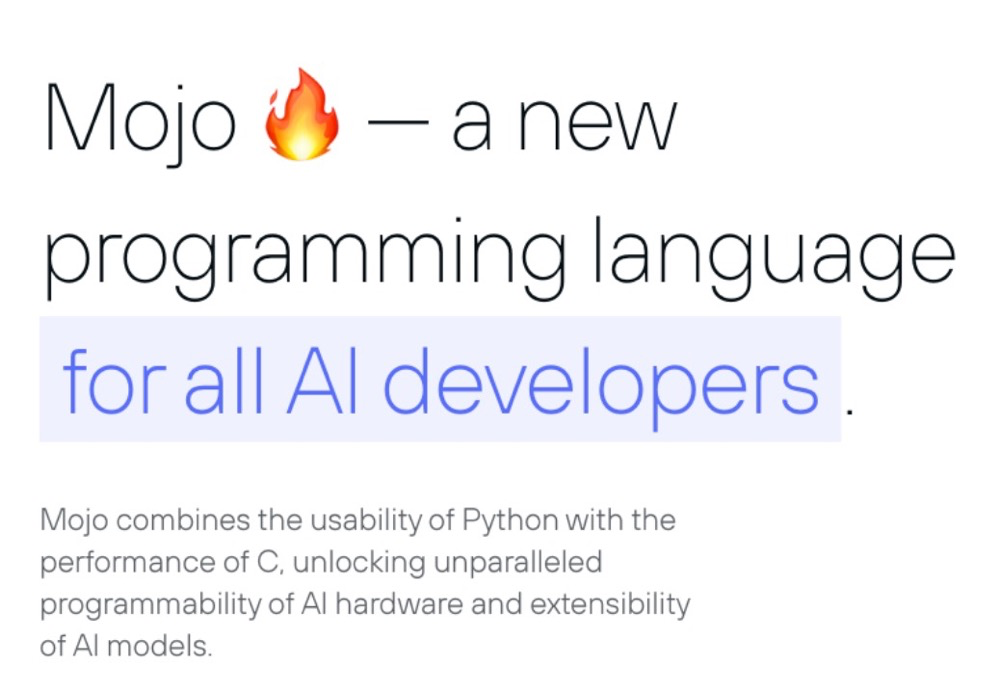 Mojo 🔥 — a new
programming language
for all AI developers.
Mojo combines the usability of Python with the
performance of C, unlocking unparalleled
programmability of AI hardware and extensibility
of AI models.